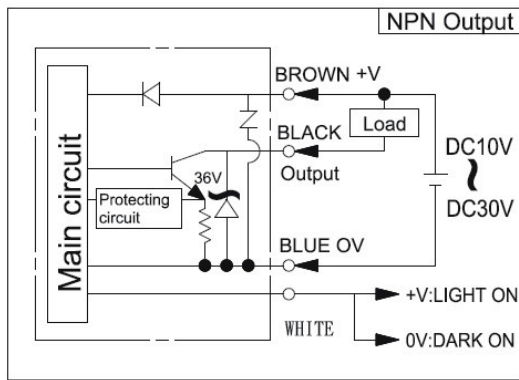 NPN Output
BROWN +V
BLACK
Load
Output
36V
DC10V
~
DC30V
Main circuit
Protecting
circuit
BLUE OV
+V:LIGHT ON
WHITE
0V:DARK ON